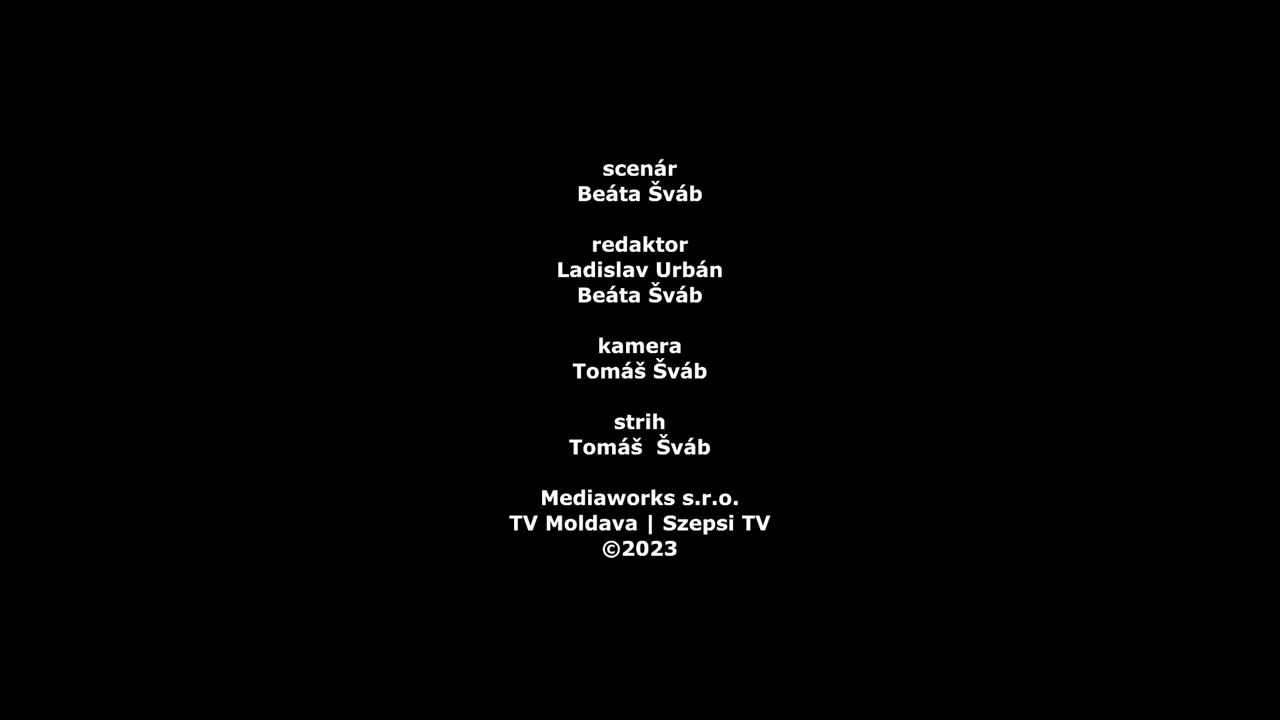 scenár
Beáta Šváb
redaktor
Ladislav Urbán
Beáta Šváb
kamera
Tomáš Šváb
strih
Tomáš  Šváb
Mediaworks s.r.o.
TV Moldava | Szepsi TV
©2023